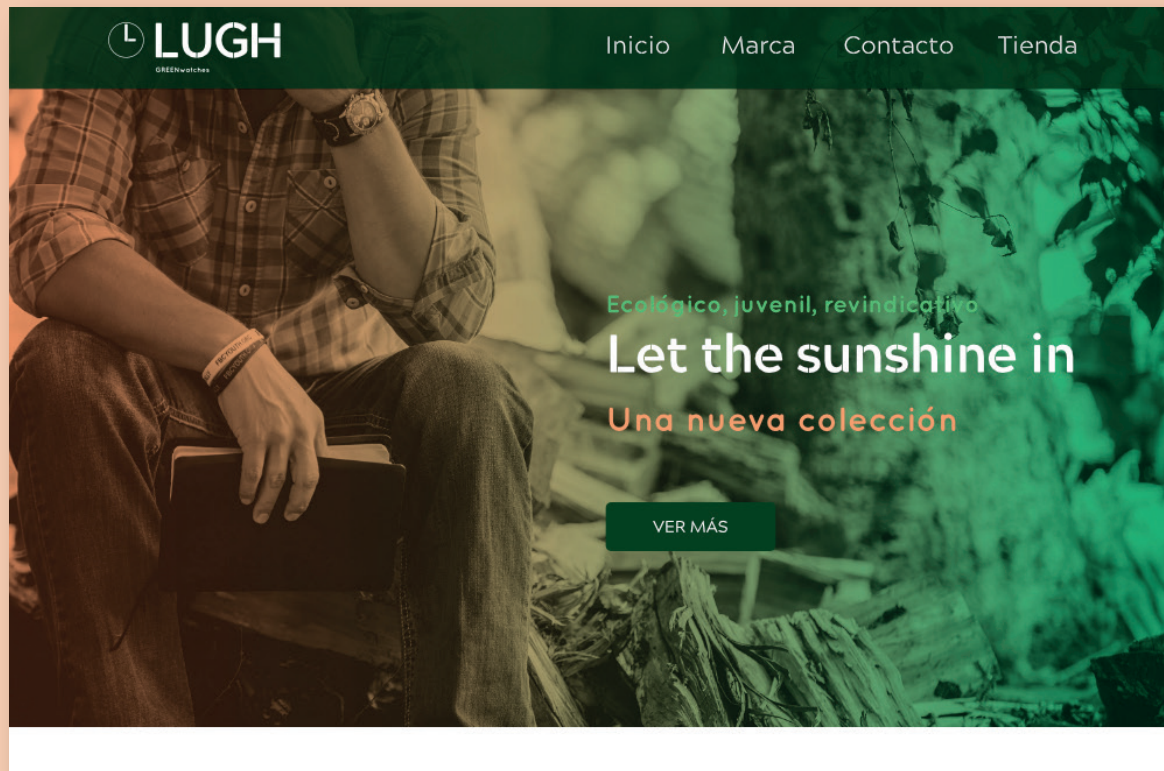 LUGH
GREENwatches
Inicio Marca Contacto Tienda
Ecológico, juvenil, revindicativo
Let the sunshine in
Una nueva colección
VER MÁS